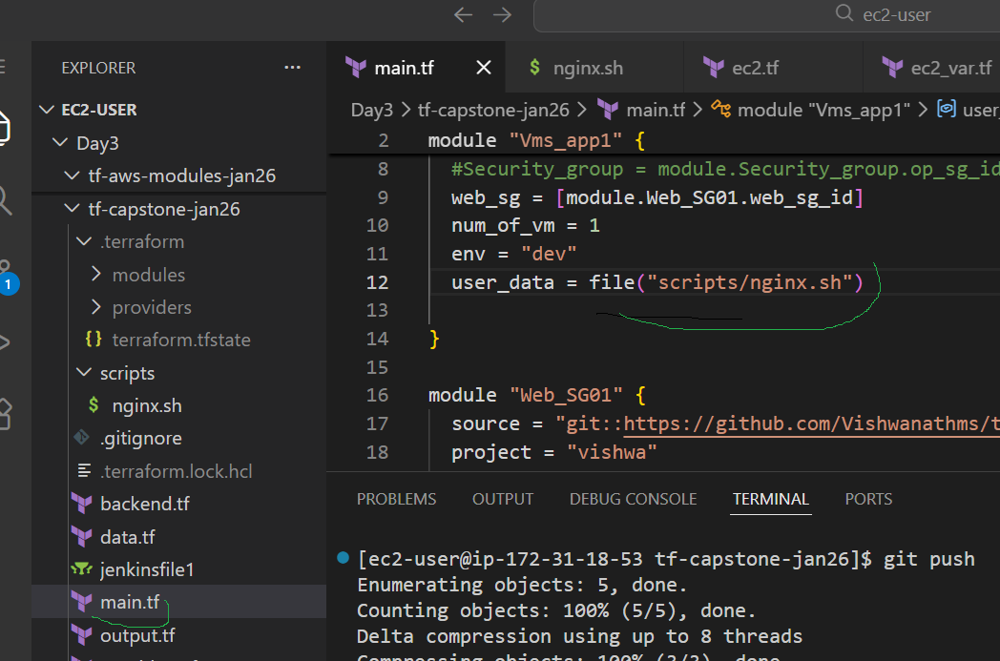 ec2-user
EXPLORER
···
main.tf
nginx.sh
ec2.tf
ec2_var.tf
EC2-USER
Day3
tf-aws-modules-jan26
tf-capstone-jan26
.terraform
modules
providers
terraform.tfstate
scripts
nginx.sh
.gitignore
.terraform.lock.hcl
backend.tf
data.tf
jenkinsfile1
main.tf
output.tf
1
Day3 > tf-capstone-jan26 > main.tf > module "Vms_app1" > user_
2 module "Vms_app1" {
8 #Security_group = module.Security_group.op_sg_id
9 web_sg = [module.Web_SG01.web_sg_id]
10 num_of_vm = 1
11 env = "dev"
12 user_data = file("scripts/nginx.sh")
13
14 }
15
16 module "Web_SG01" {
17 source = "git::https://github.com/Vishwanathms/t
18 project = "vishwa"
PROBLEMS OUTPUT DEBUG CONSOLE TERMINAL PORTS
[ec2-user@ip-172-31-18-53 tf-capstone-jan26]$ git push
Enumerating objects: 5, done.
Counting objects: 100% (5/5), done.
Delta compression using up to 8 threads
Compressing objects: 100% (3/3), done.